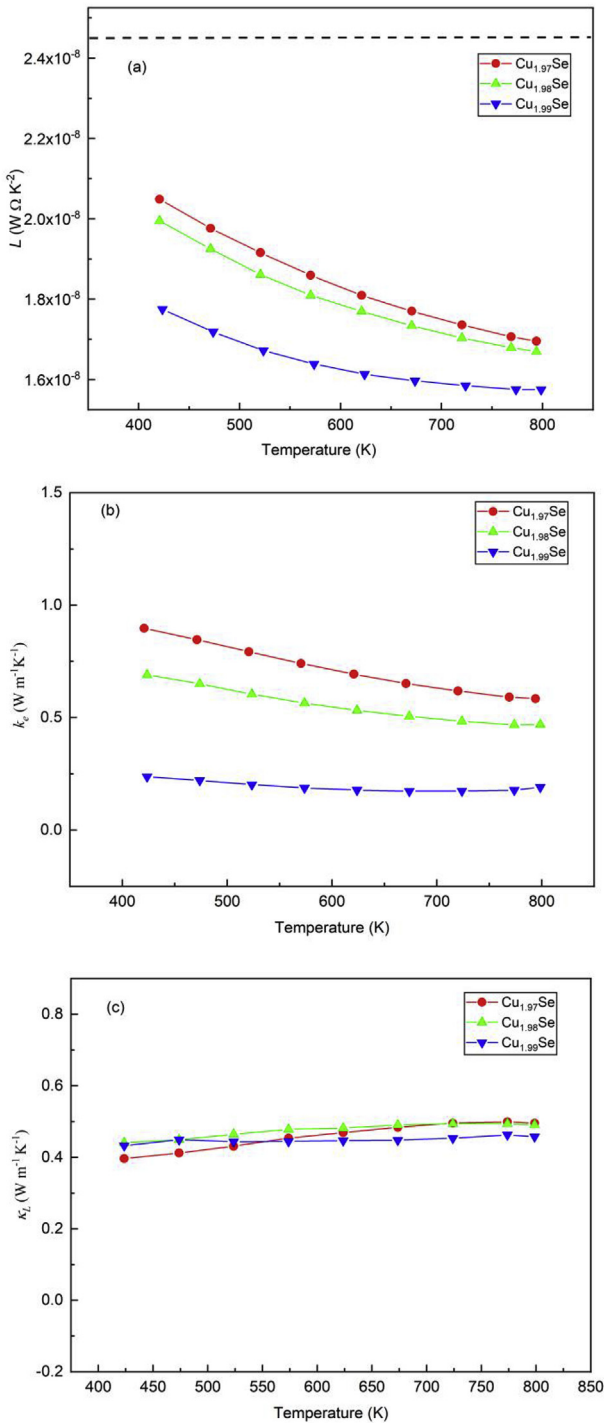 (a)
Cu₁.₉₇Se
Cu₁.₉₈Se
Cu₁.₉₉Se
2.4x10⁻⁸
2.2x10⁻⁸
2.0x10⁻⁸
1.8x10⁻⁸
1.6x10⁻⁸
L (W Ω K⁻²)
400 500 600 700 800
Temperature (K)
(b)
Cu₁.₉₇Se
Cu₁.₉₈Se
Cu₁.₉₉Se
1.5
1.0
0.5
0.0
kₑ (W m⁻¹K⁻¹)
400 500 600 700 800
Temperature (K)
(c)
Cu₁.₉₇Se
Cu₁.₉₈Se
Cu₁.₉₉Se
0.8
0.6
0.4
0.2
0.0
-0.2
κL (W m⁻¹ K⁻¹)
400 450 500 550 600 650 700 750 800 850
Temperature (K)